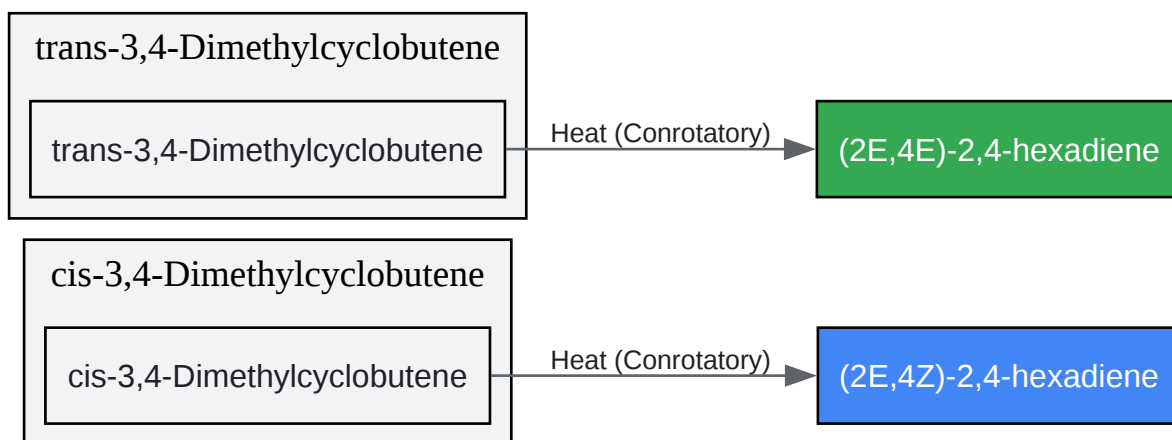 trans-3,4-Dimethylcyclobutene
trans-3,4-Dimethylcyclobutene
Heat (Conrotatory)
(2E,4E)-2,4-hexadiene
cis-3,4-Dimethylcyclobutene
cis-3,4-Dimethylcyclobutene
Heat (Conrotatory)
(2E,4Z)-2,4-hexadiene